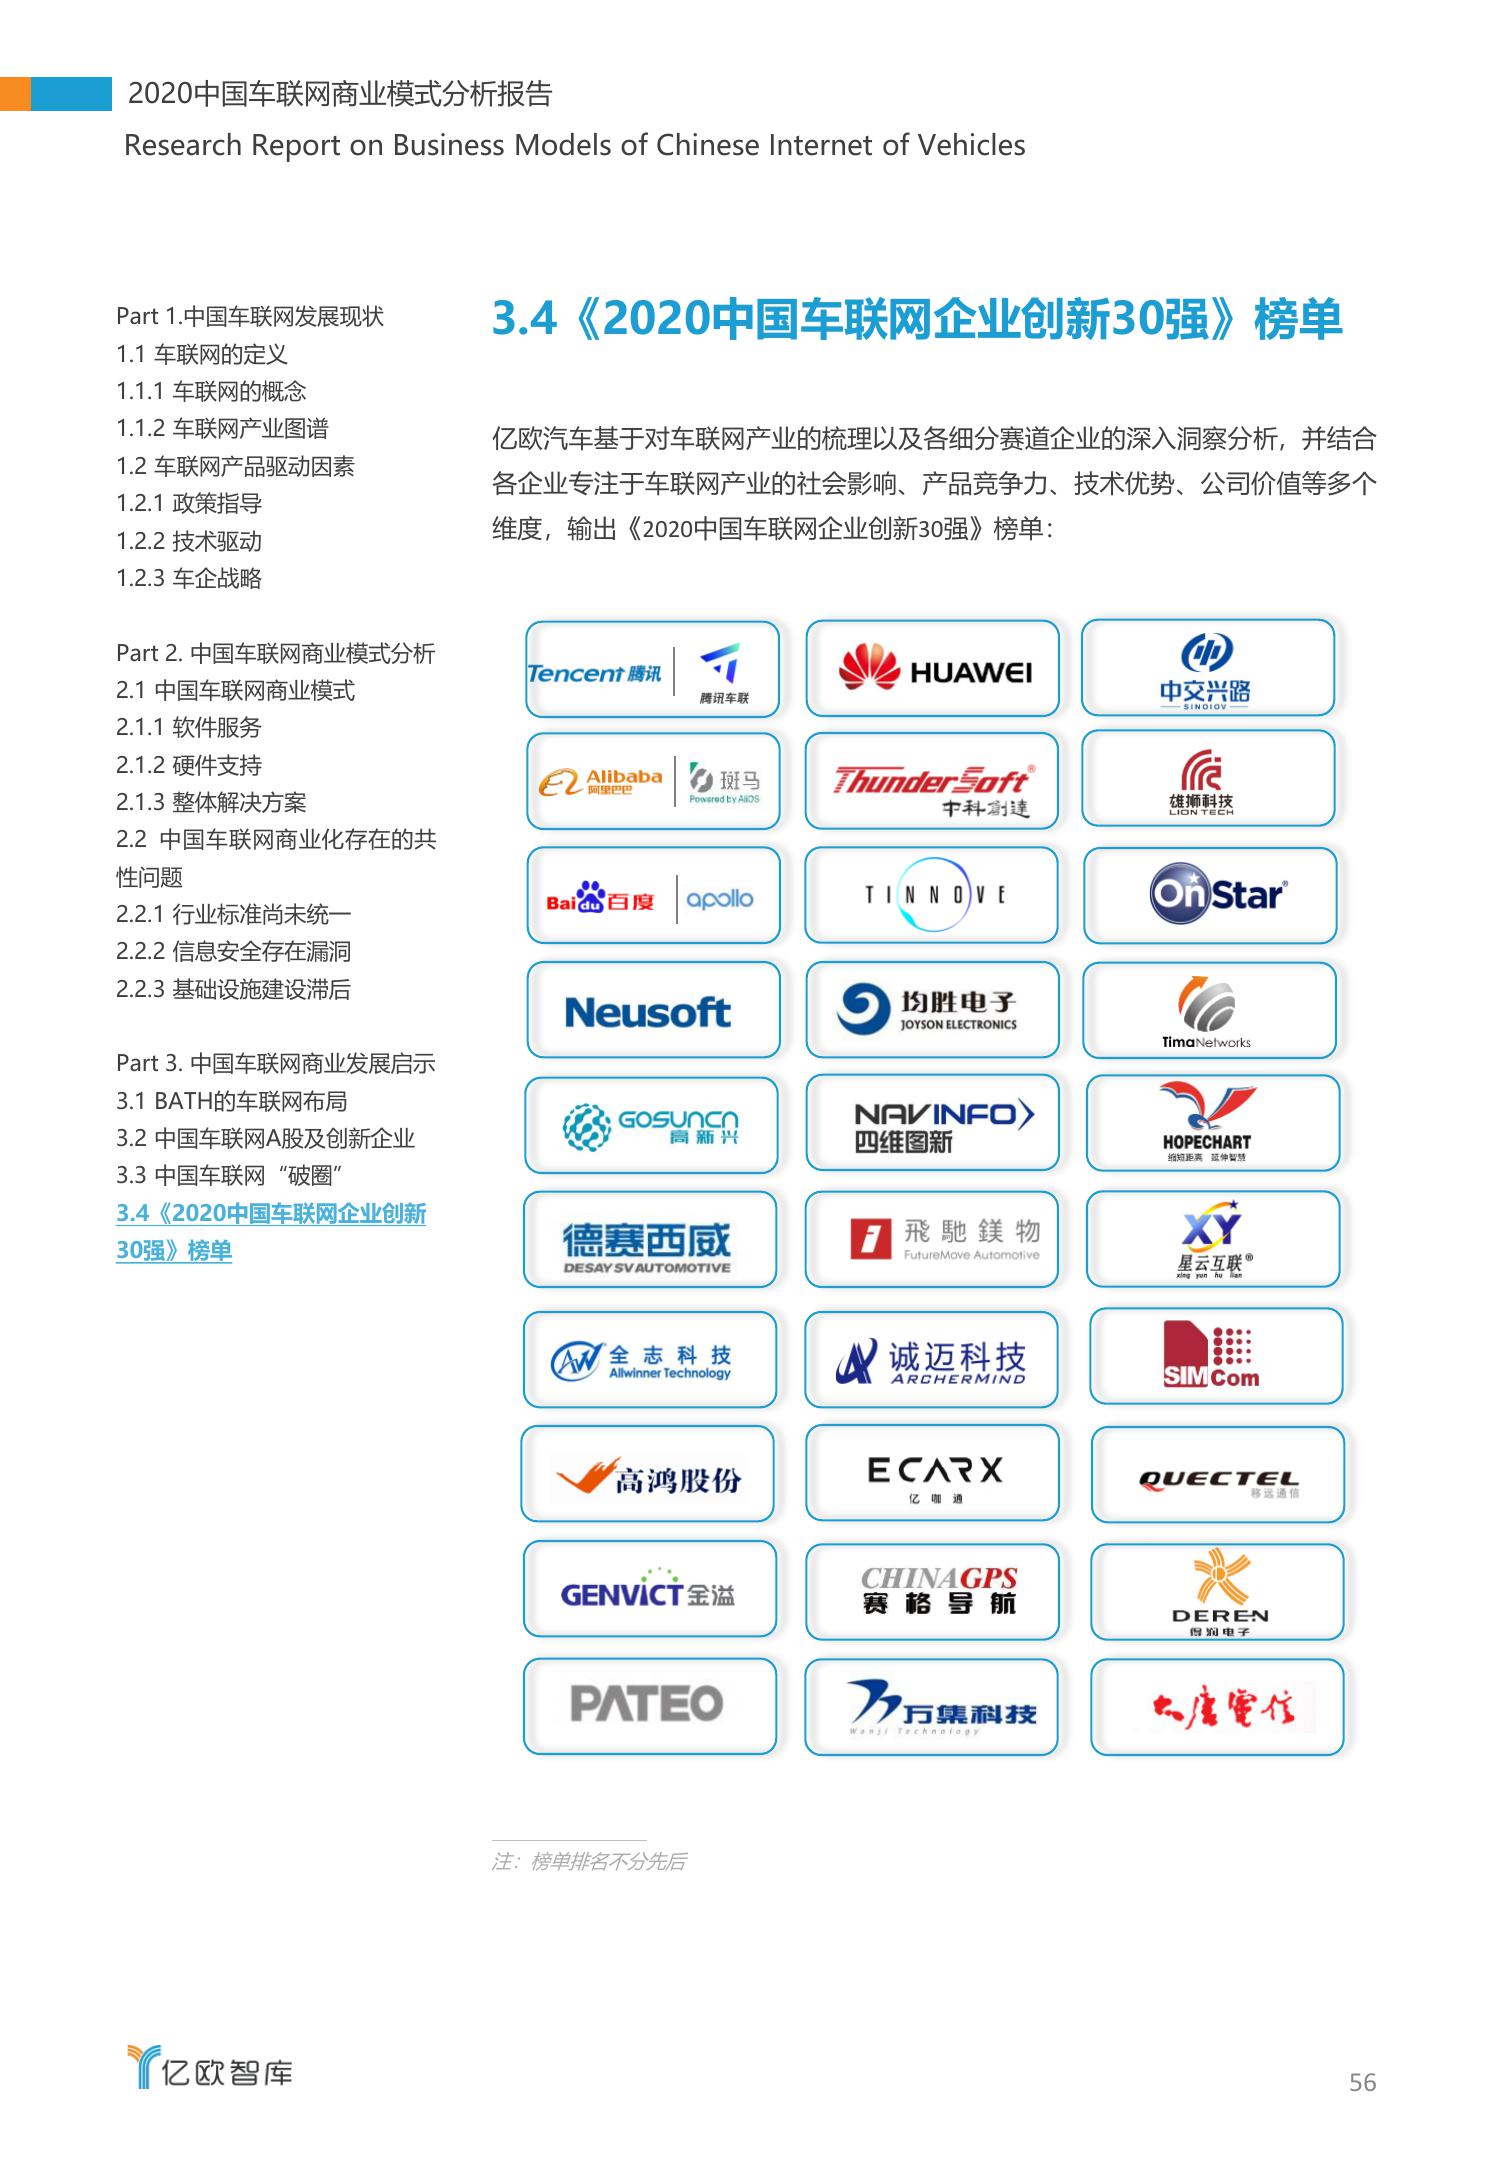 2020中国车联网商业模式分析报告
Research Report on Business Models of Chinese Internet of Vehicles
Part 1.中国车联网发展现状
1.1 车联网的定义
1.1.1 车联网的概念
1.1.2 车联网产业图谱
1.2 车联网产品驱动因素
1.2.1 政策指导
1.2.2 技术驱动
1.2.3 车企战略
Part 2. 中国车联网商业模式分析
2.1 中国车联网商业模式
2.1.1 软件服务
2.1.2 硬件支持
2.1.3 整体解决方案
2.2 中国车联网商业化存在的共
性问题
2.2.1 行业标准尚未统一
2.2.2 信息安全存在漏洞
2.2.3 基础设施建设滞后
Part 3. 中国车联网商业发展启示
3.1 BATH的车联网布局
3.2 中国车联网A股及创新企业
3.3 中国车联网“破圈”
3.4《2020中国车联网企业创新
30强》榜单
3.4《2020中国车联网企业创新30强》榜单
亿欧汽车基于对车联网产业的梳理以及各细分赛道企业的深入洞察分析，并结合
各企业专注于车联网产业的社会影响、产品竞争力、技术优势、公司价值等多个
维度，输出《2020中国车联网企业创新30强》榜单：
Tencent 腾讯
腾讯车联
HUAWEI
中交兴路
SINOIOV
Alibaba
阿里巴巴
斑马
Powered by AliOS
ThunderSoft®
中科创达
雄狮科技
LION TECH
Bai du 百度
apollo
TINNOVE
OnStar®
Neusoft
均胜电子
JOYSON ELECTRONICS
TimaNetworks
GOSUNCN
高新兴
NAVINFO
四维图新
HOPECHART
缩短距离 延伸智慧
德赛西威
DESAY SV AUTOMOTIVE
飛馳鎂物
FutureMove Automotive
XY
星云互联®
xing yun hu lian
AW
全志科技
Allwinner Technology
诚迈科技
ARCHERMIND
SIMCom
高鸿股份
ECARX
亿咖通
QUECTEL
移远通信
GENVICT 金溢
CHINAGPS
赛格导航
DEREN
得润电子
PATEO
万集科技
Wanji Technology
大唐電信
注：榜单排名不分先后
亿欧智库
56